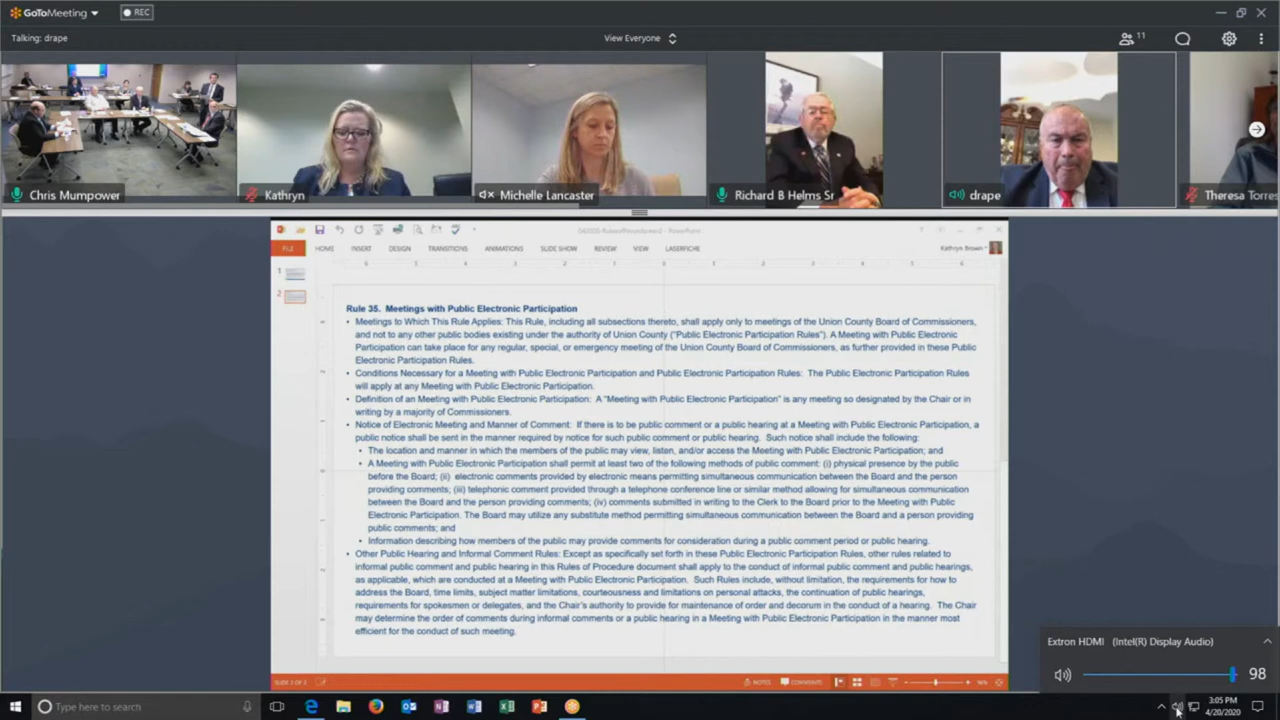 GoToMeeting
REC
Talking: drape
View Everyone
11
Chris Mumpower
Kathryn
Michelle Lancaster
Richard B Helms Sr
drape
Theresa Torres
PowerPoint
FILE HOME INSERT DESIGN TRANSITIONS ANIMATIONS SLIDE SHOW REVIEW VIEW LASERFICHE
Kathryn Brown
1
2
Rule 35. Meetings with Public Electronic Participation
• Meetings to Which This Rule Applies: This Rule, including all subsections thereto, shall apply only to meetings of the Union County Board of Commissioners,
and not to any other public bodies existing under the authority of Union County ("Public Electronic Participation Rules"). A Meeting with Public Electronic
Participation can take place for any regular, special, or emergency meeting of the Union County Board of Commissioners, as further provided in these Public
Electronic Participation Rules.
• Conditions Necessary for a Meeting with Public Electronic Participation and Public Electronic Participation Rules: The Public Electronic Participation Rules
will apply at any Meeting with Public Electronic Participation.
• Definition of an Meeting with Public Electronic Participation: A "Meeting with Public Electronic Participation" is any meeting so designated by the Chair or in
writing by a majority of Commissioners.
• Notice of Electronic Meeting and Manner of Comment: If there is to be public comment or a public hearing at a Meeting with Public Electronic Participation, a
public notice shall be sent in the manner required by notice for such public comment or public hearing. Such notice shall include the following:
• The location and manner in which the members of the public may view, listen, and/or access the Meeting with Public Electronic Participation; and
• A Meeting with Public Electronic Participation shall permit at least two of the following methods of public comment: (i) physical presence by the public
before the Board; (ii) electronic comments provided by electronic means permitting simultaneous communication between the Board and the person
providing comments; (iii) telephonic comment provided through a telephone conference line or similar method allowing for simultaneous communication
between the Board and the person providing comments; (iv) comments submitted in writing to the Clerk to the Board prior to the Meeting with Public
Electronic Participation. The Board may utilize any substitute method permitting simultaneous communication between the Board and a person providing
public comments; and
• Information describing how members of the public may provide comments for consideration during a public comment period or public hearing.
• Other Public Hearing and Informal Comment Rules: Except as specifically set forth in these Public Electronic Participation Rules, other rules related to
informal public comment and public hearing in this Rules of Procedure document shall apply to the conduct of informal public comment and public hearings,
as applicable, which are conducted at a Meeting with Public Electronic Participation. Such Rules include, without limitation, the requirements for how to
address the Board, time limits, subject matter limitations, courteousness and limitations on personal attacks, the continuation of public hearings,
requirements for spokesmen or delegates, and the Chair's authority to provide for maintenance of order and decorum in the conduct of a hearing. The Chair
may determine the order of comments during informal comments or a public hearing in a Meeting with Public Electronic Participation in the manner most
efficient for the conduct of such meeting.
SLIDE 2 OF 2
NOTES COMMENTS
Extron HDMI (Intel(R) Display Audio)
98
Type here to search
3:05 PM
4/20/2020